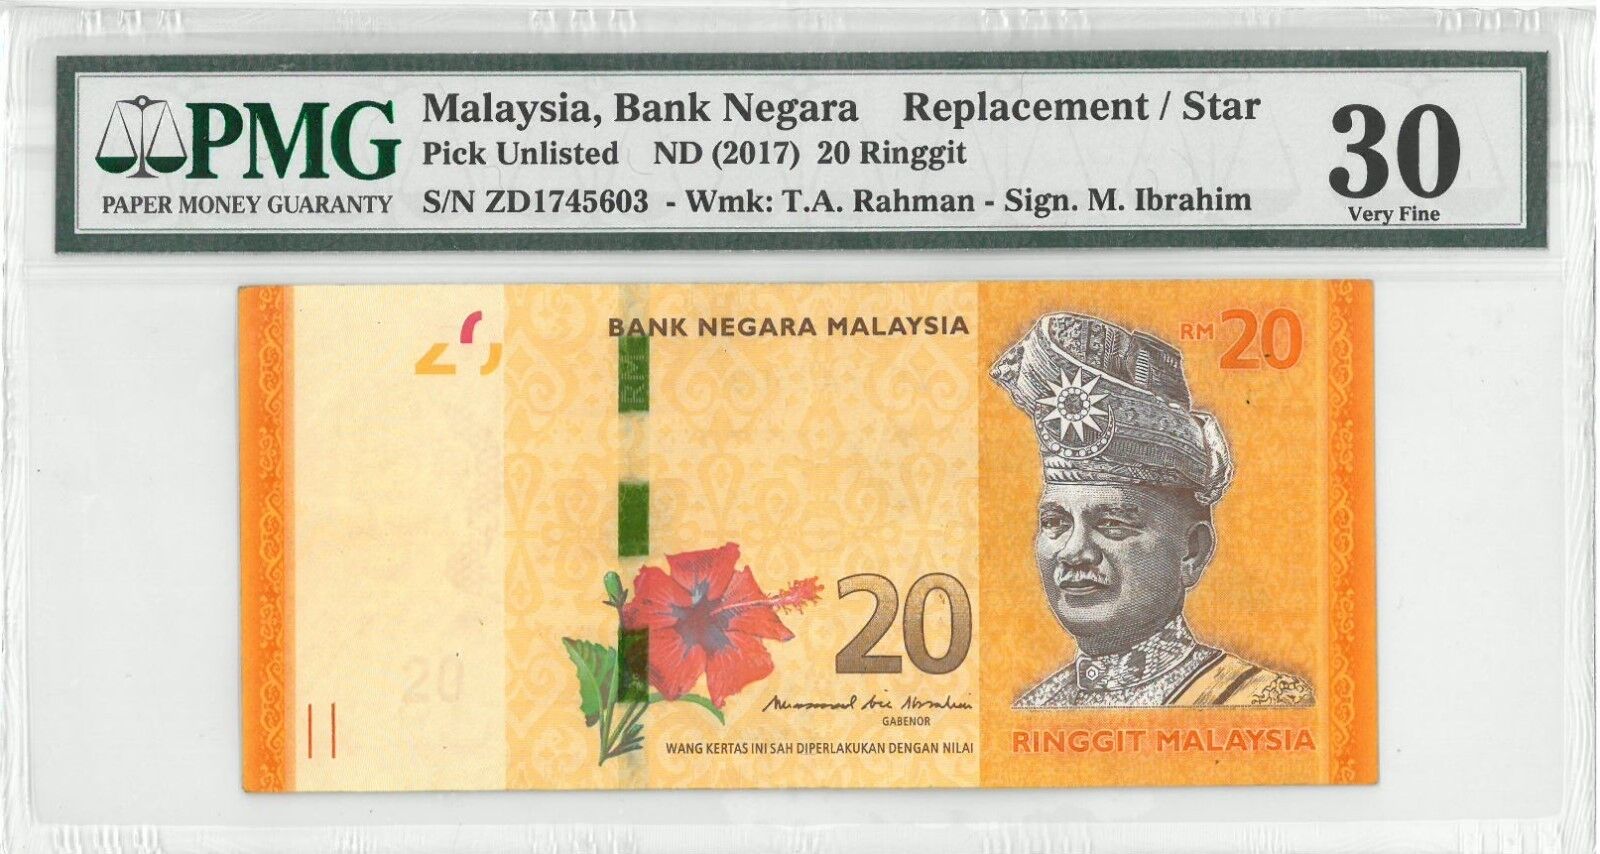 PMG
PAPER MONEY GUARANTY
Malaysia, Bank Negara Replacement / Star
Pick Unlisted ND (2017) 20 Ringgit
S/N ZD1745603 - Wmk: T.A. Rahman - Sign. M. Ibrahim
30
Very Fine
BANK NEGARA MALAYSIA
RM20
RM
20
20
GABENOR
WANG KERTAS INI SAH DIPERLAKUKAN DENGAN NILAI
RINGGIT MALAYSIA